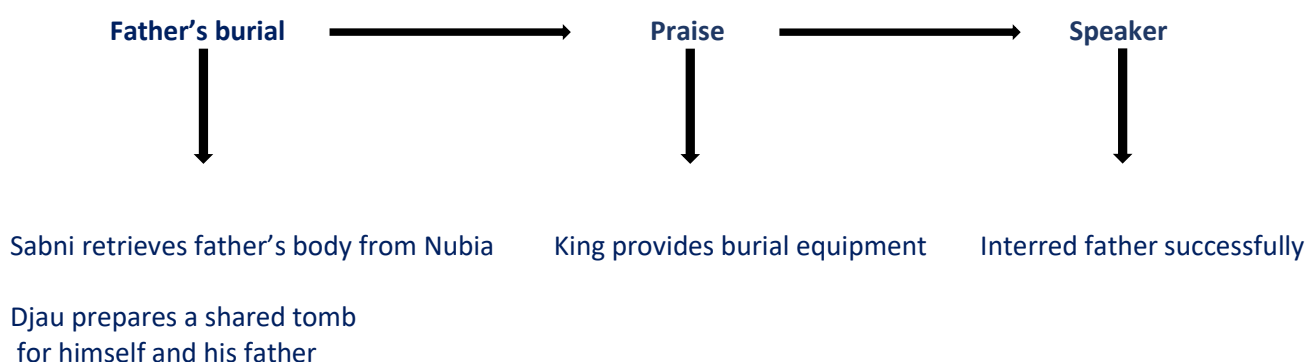 Father’s burial
Praise
Speaker
Sabni retrieves father’s body from Nubia
King provides burial equipment
Interred father successfully
Djau prepares a shared tomb
for himself and his father